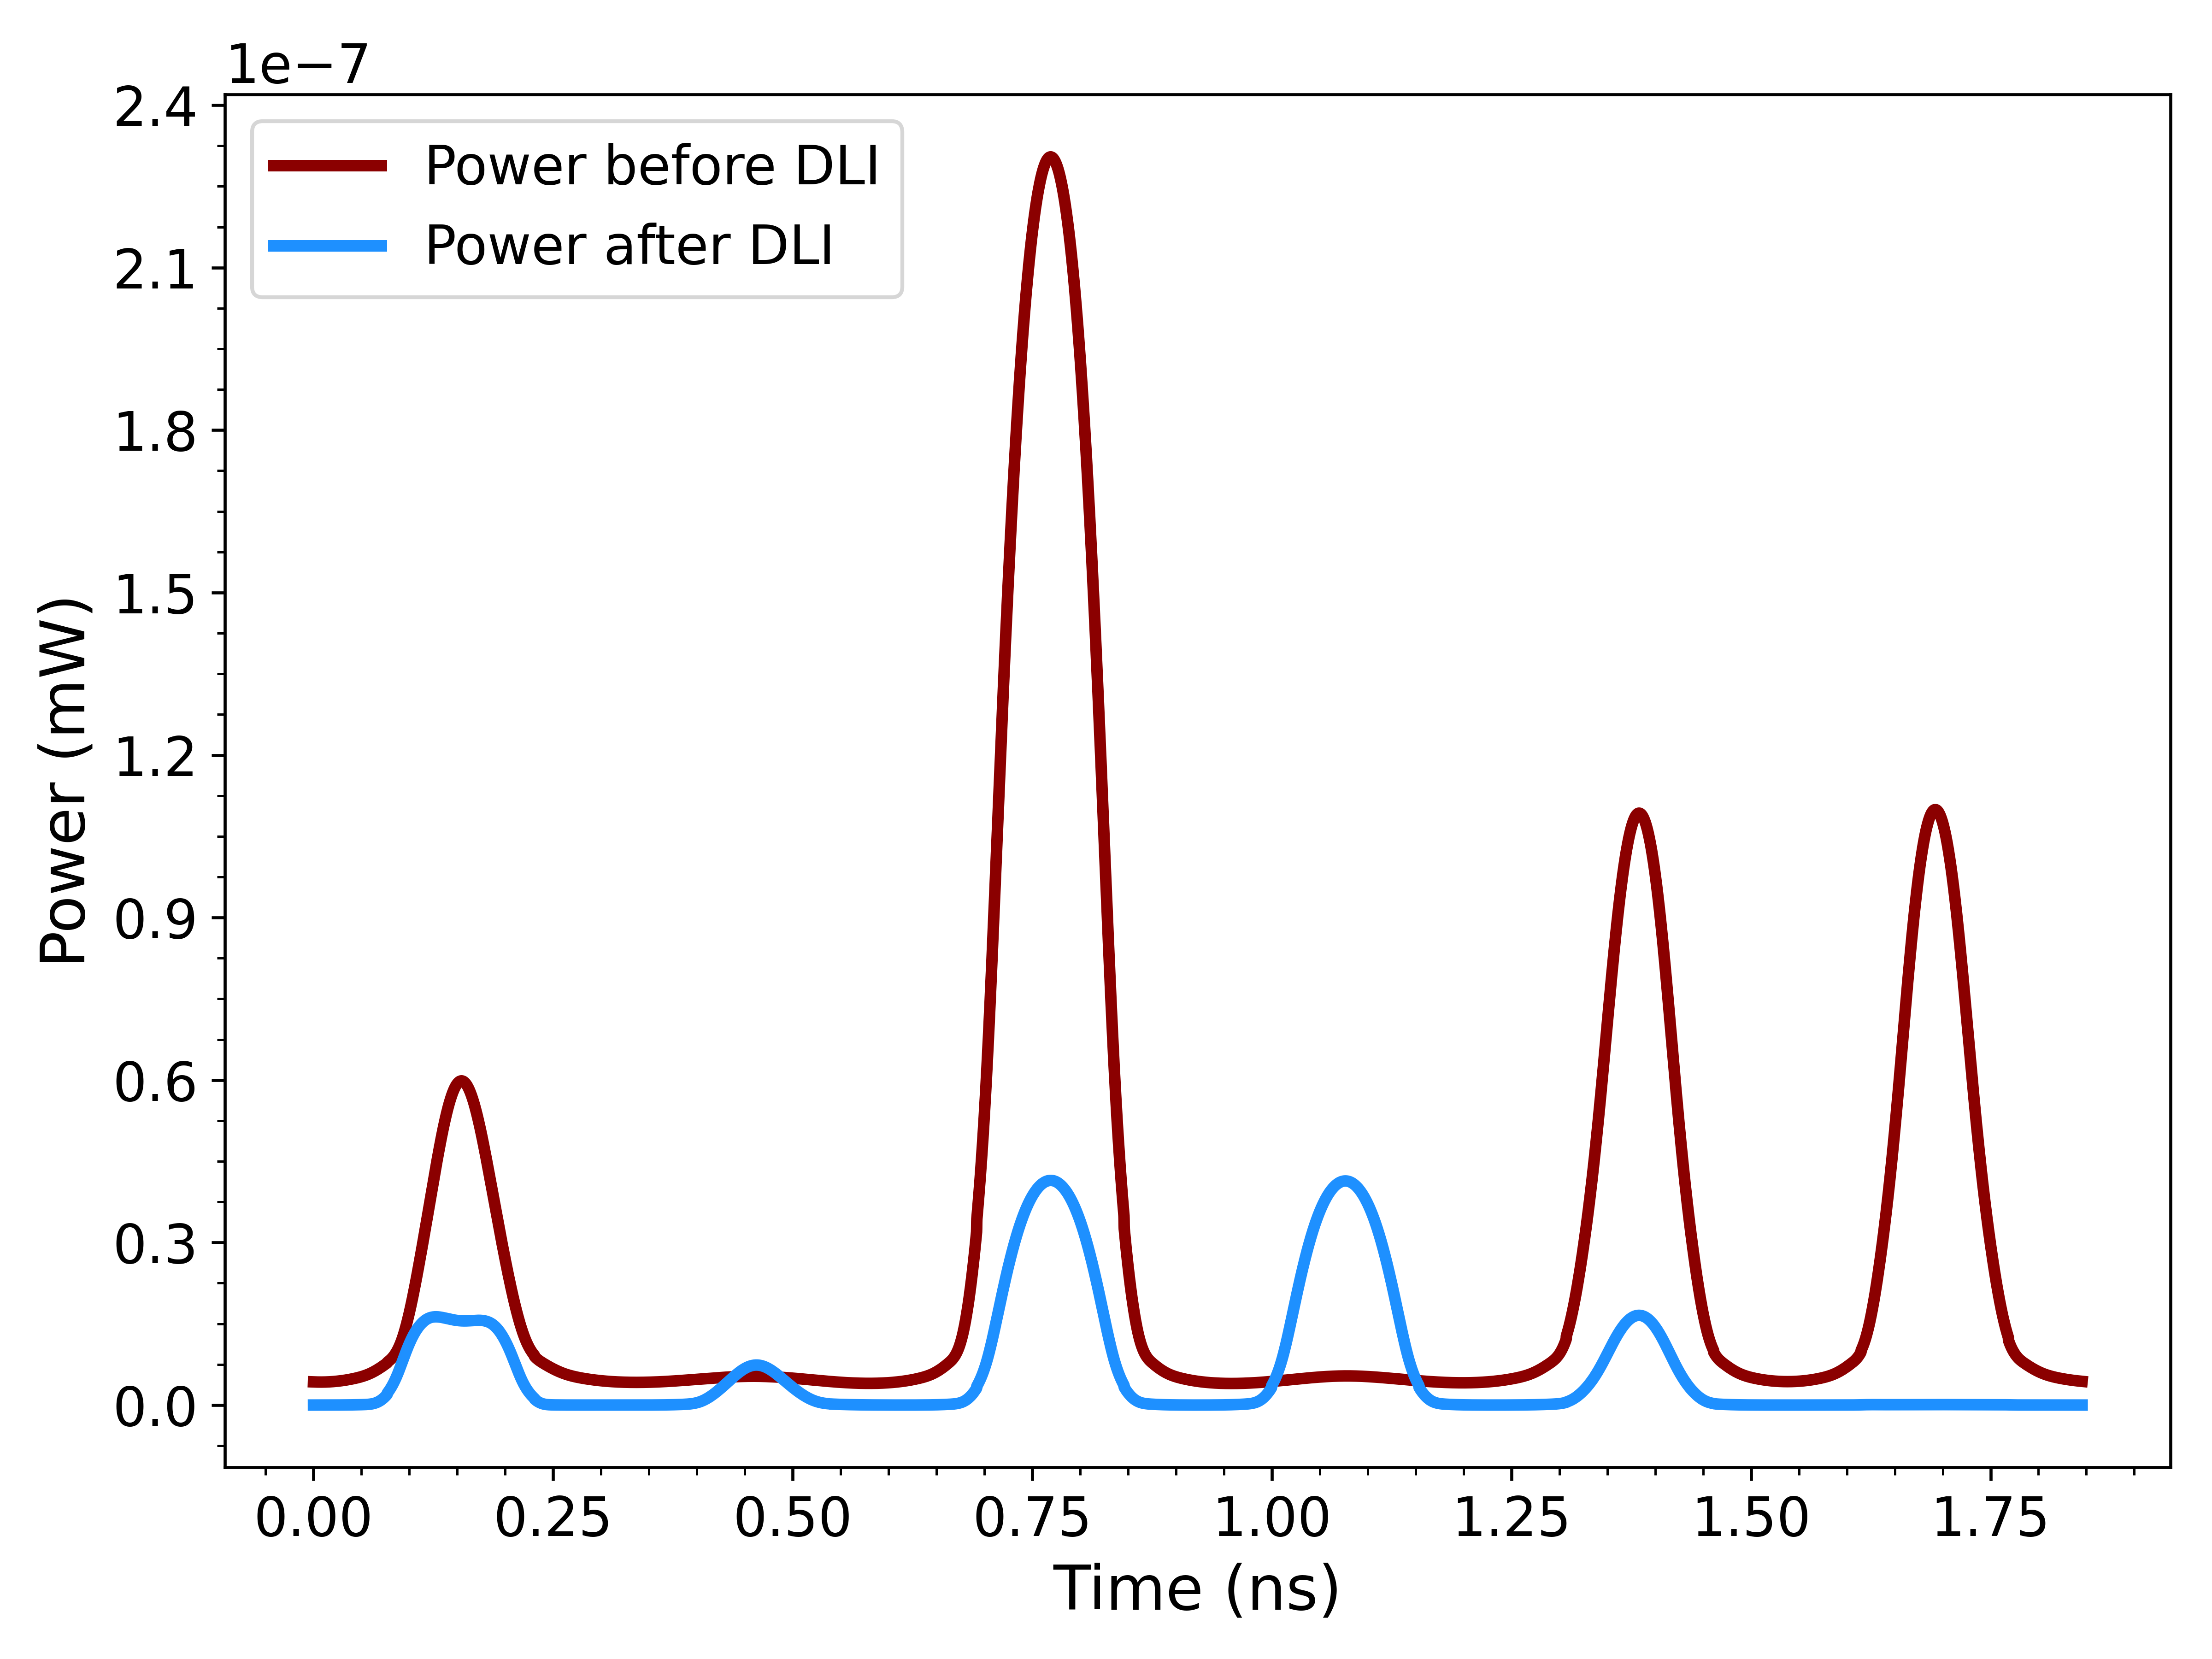 1e−7
2.4
2.1
1.8
1.5
1.2
0.9
0.6
0.3
0.0
Power (mW)
Power before DLI
Power after DLI
0.00 0.25 0.50 0.75 1.00 1.25 1.50 1.75
Time (ns)